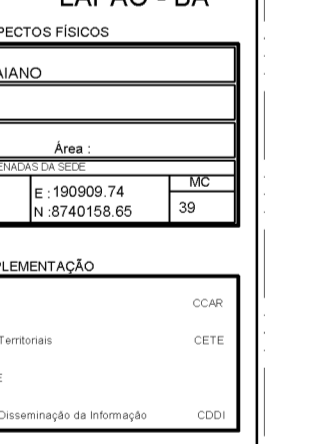 LAPÃO - BA
PECTOS FÍSICOS
AIANO
Área :
ENADAS DA SEDE
E : 190909.74
N :8740158.65
MC
39
PLEMENTAÇÃO
CCAR
Territoriais
CETE
E
Disseminação da Informação
CDDI